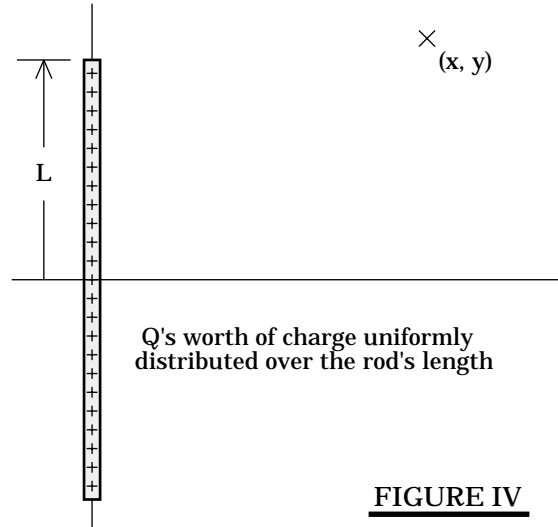 (x, y)
L
Q's worth of charge uniformly
distributed over the rod's length
FIGURE IV